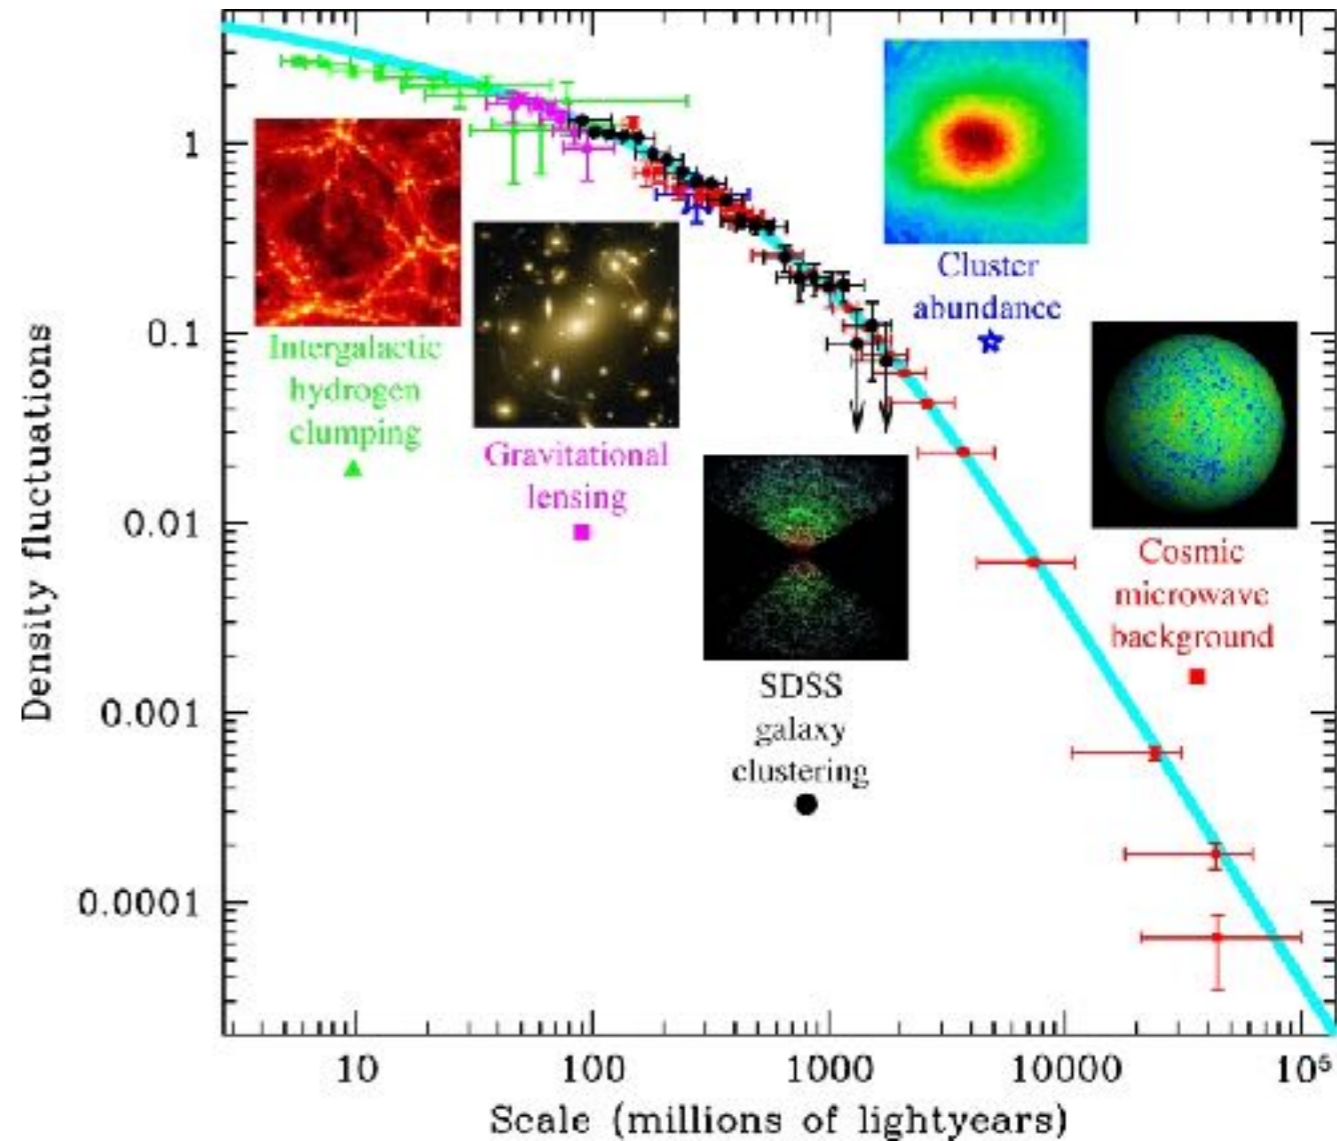 1
0.1
0.01
0.001
0.0001
Density fluctuations
Intergalactic
hydrogen
clumping
Gravitational
lensing
SDSS
galaxy
clustering
Cluster
abundance
Cosmic
microwave
background
10
100
1000
10000
10⁵
Scale (millions of lightyears)